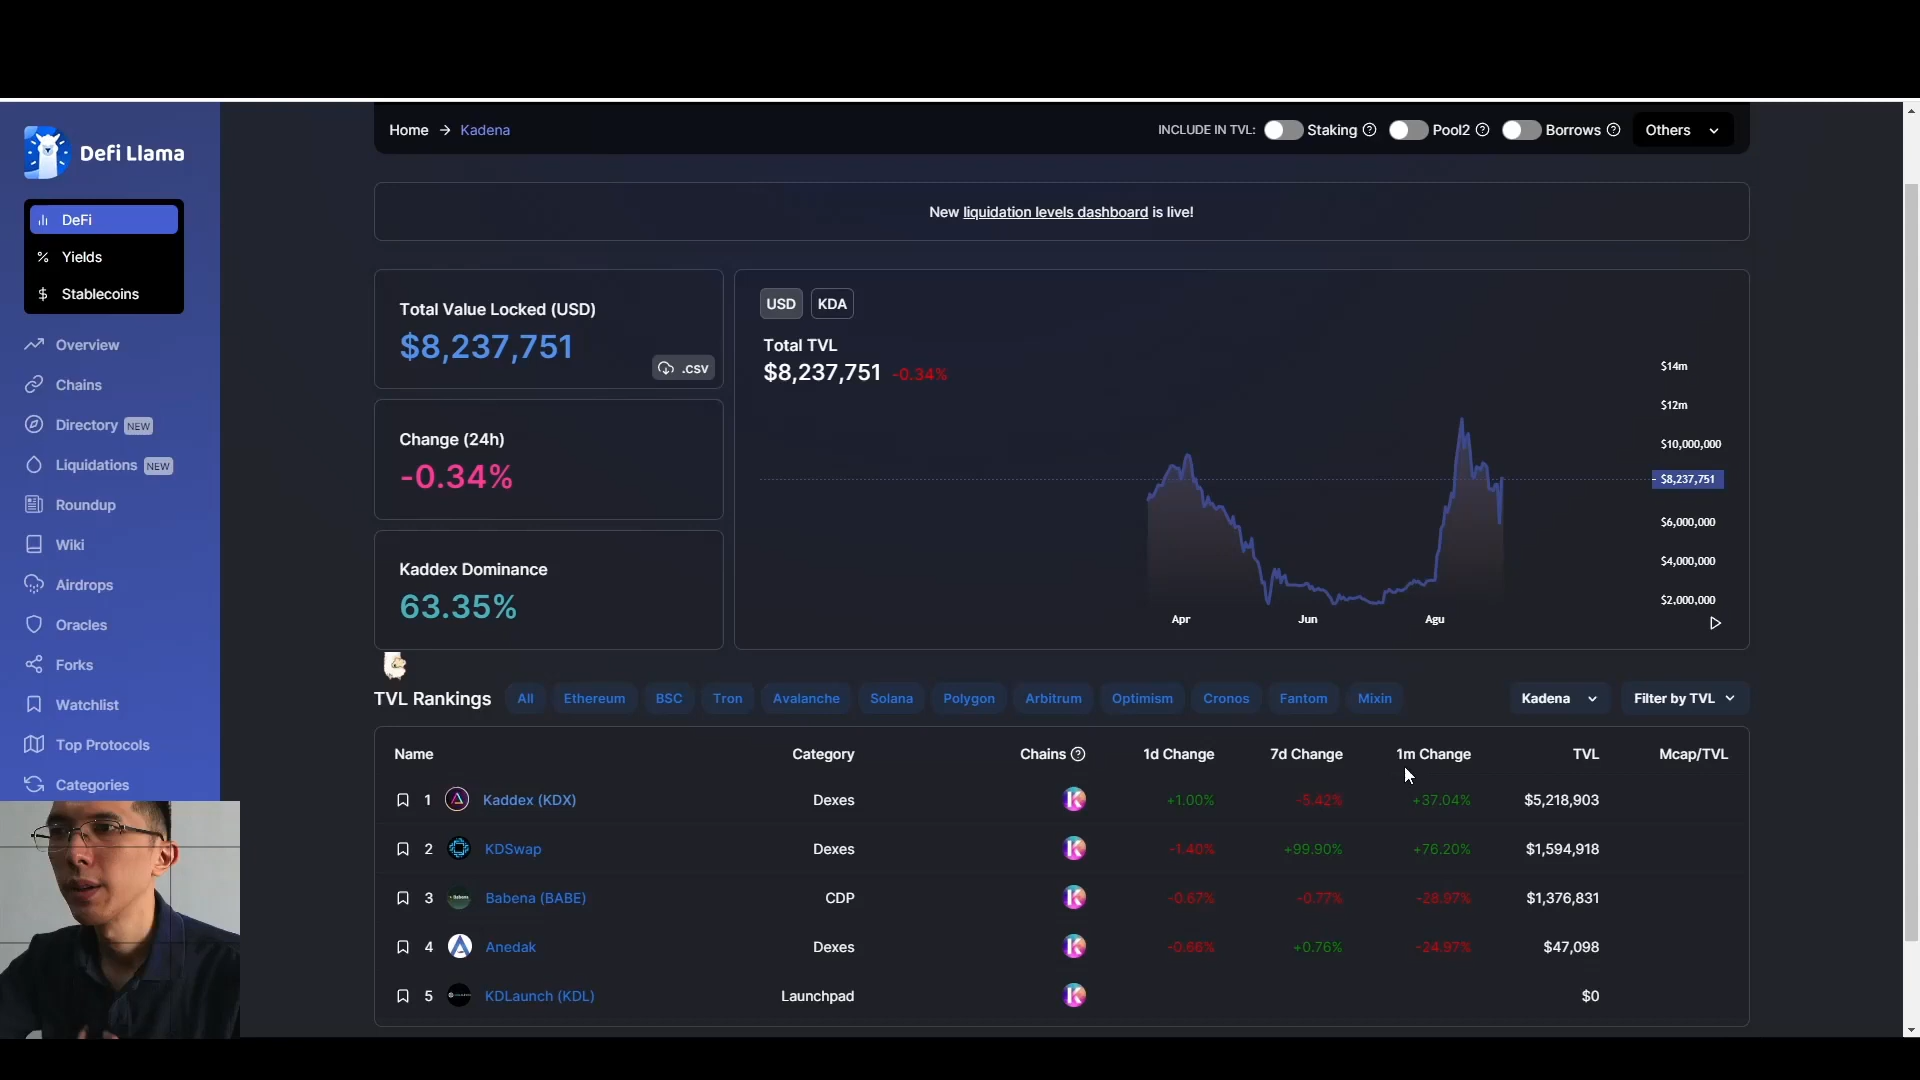 Defi Llama
DeFi
Yields
Stablecoins
Overview
Chains
Directory NEW
Liquidations NEW
Roundup
Wiki
Airdrops
Oracles
Forks
Watchlist
Top Protocols
Categories
Home → Kadena
INCLUDE IN TVL: Staking Pool2 Borrows Others
New liquidation levels dashboard is live!
Total Value Locked (USD)
$8,237,751
.csv
Change (24h)
-0.34%
Kaddex Dominance
63.35%
USD KDA
Total TVL
$8,237,751 -0.34%
$14m
$12m
$10,000,000
$8,237,751
$6,000,000
$4,000,000
$2,000,000
Apr Jun Agu
TVL Rankings All Ethereum BSC Tron Avalanche Solana Polygon Arbitrum Optimism Cronos Fantom Mixin Kadena Filter by TVL
Name Category Chains 1d Change 7d Change 1m Change TVL Mcap/TVL
1 Kaddex (KDX) Dexes +1.00% -5.42% +37.04% $5,218,903
2 KDSwap Dexes -1.40% +99.90% +76.20% $1,594,918
3 Babena (BABE) CDP -0.67% -0.77% -28.97% $1,376,831
4 Anedak Dexes -0.66% +0.76% -24.97% $47,098
5 KDLaunch (KDL) Launchpad $0